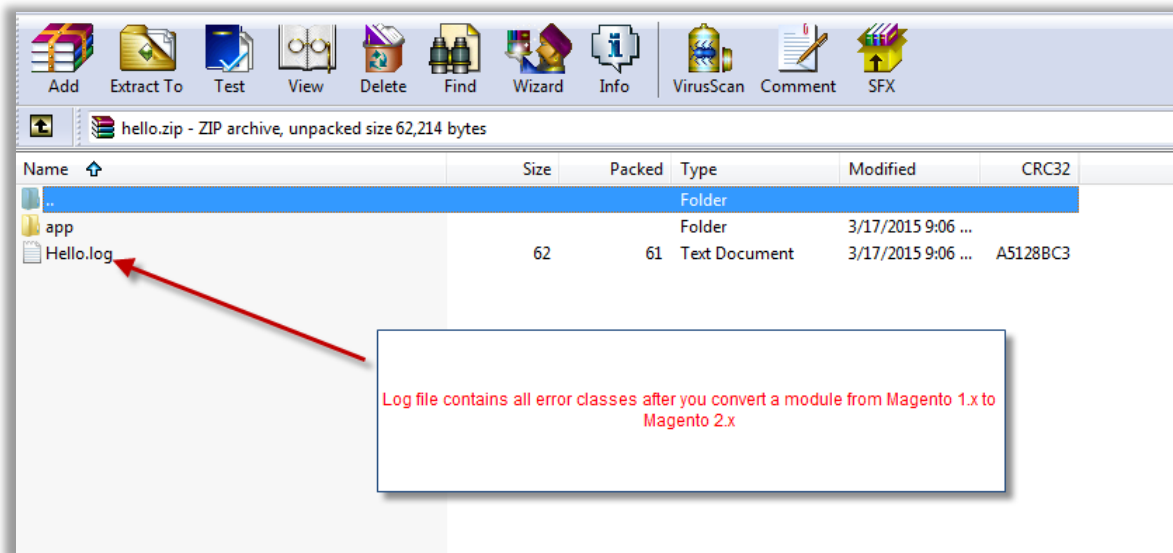 Add Extract To Test View Delete Find Wizard Info VirusScan Comment SFX
hello.zip - ZIP archive, unpacked size 62,214 bytes
Name Size Packed Type Modified CRC32
.. Folder
app Folder 3/17/2015 9:06 ...
Hello.log 62 61 Text Document 3/17/2015 9:06 ... A5128BC3
Log file contains all error classes after you convert a module from Magento 1.x to
Magento 2.x